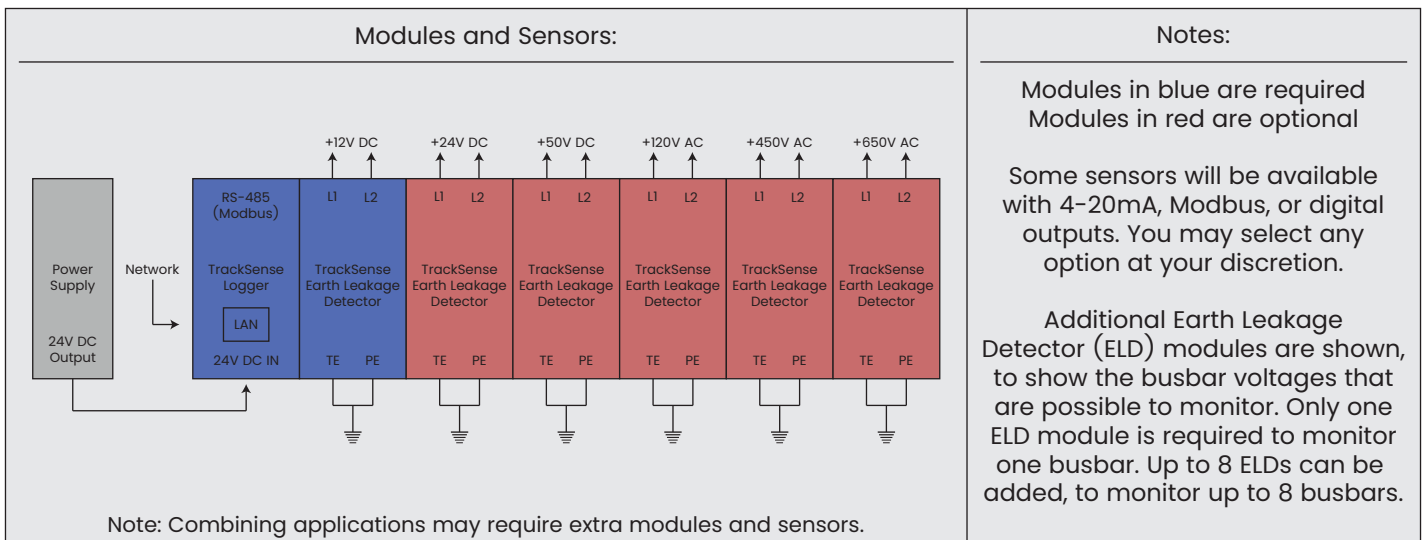 Modules and Sensors:
+12V DC
+24V DC
+50V DC
+120V AC
+450V AC
+650V AC
RS-485
(Modbus)
L1 L2
L1 L2
L1 L2
L1 L2
L1 L2
L1 L2
Power
Supply
Network
TrackSense
Logger
TrackSense
Earth Leakage
Detector
TrackSense
Earth Leakage
Detector
TrackSense
Earth Leakage
Detector
TrackSense
Earth Leakage
Detector
TrackSense
Earth Leakage
Detector
TrackSense
Earth Leakage
Detector
LAN
24V DC
Output
24V DC IN
TE PE
TE PE
TE PE
TE PE
TE PE
TE PE
Note: Combining applications may require extra modules and sensors.
Notes:
Modules in blue are required
Modules in red are optional
Some sensors will be available
with 4-20mA, Modbus, or digital
outputs. You may select any
option at your discretion.
Additional Earth Leakage
Detector (ELD) modules are shown,
to show the busbar voltages that
are possible to monitor. Only one
ELD module is required to monitor
one busbar. Up to 8 ELDs can be
added, to monitor up to 8 busbars.